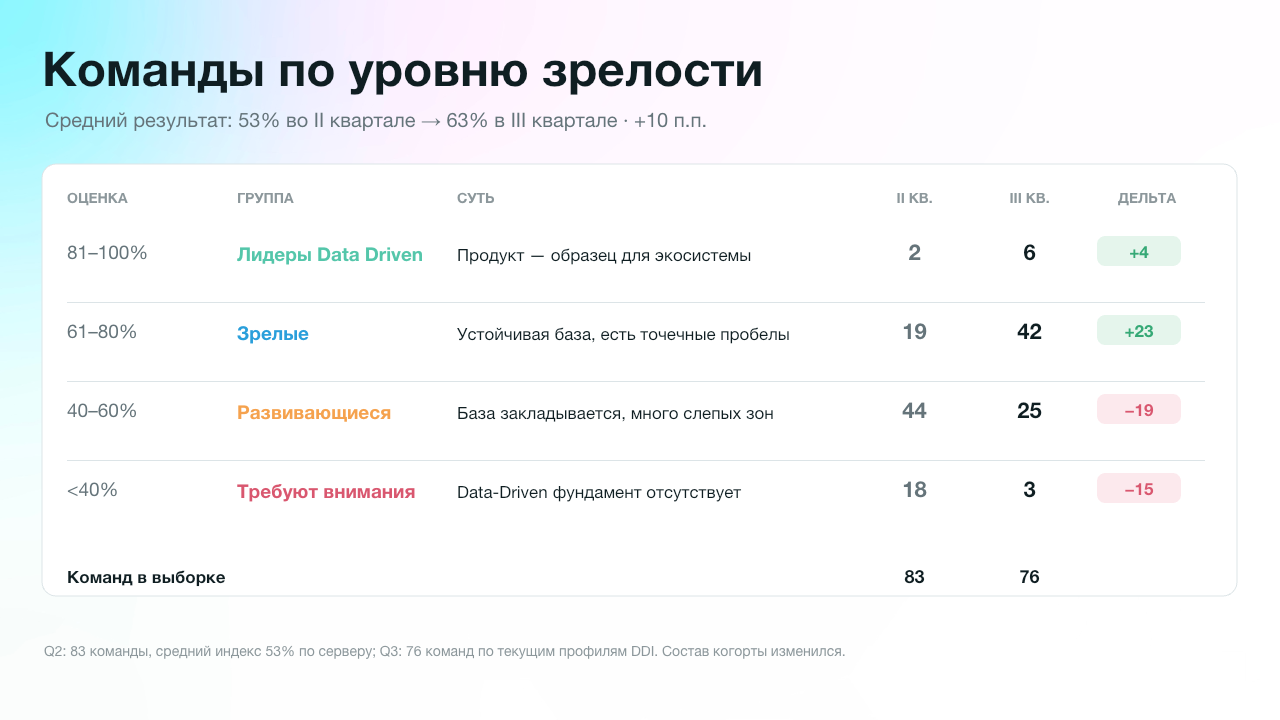 Команды по уровню зрелости
Средний результат: 53% во II квартале → 63% в III квартале · +10 п.п.
ОЦЕНКА ГРУППА СУТЬ II КВ. III КВ. ДЕЛЬТА
81–100% Лидеры Data Driven Продукт — образец для экосистемы 2 6 +4
61–80% Зрелые Устойчивая база, есть точечные пробелы 19 42 +23
40–60% Развивающиеся База закладывается, много слепых зон 44 25 −19
<40% Требуют внимания Data-Driven фундамент отсутствует 18 3 −15
Команд в выборке 83 76
Q2: 83 команды, средний индекс 53% по серверу; Q3: 76 команд по текущим профилям DDI. Состав когорты изменился.